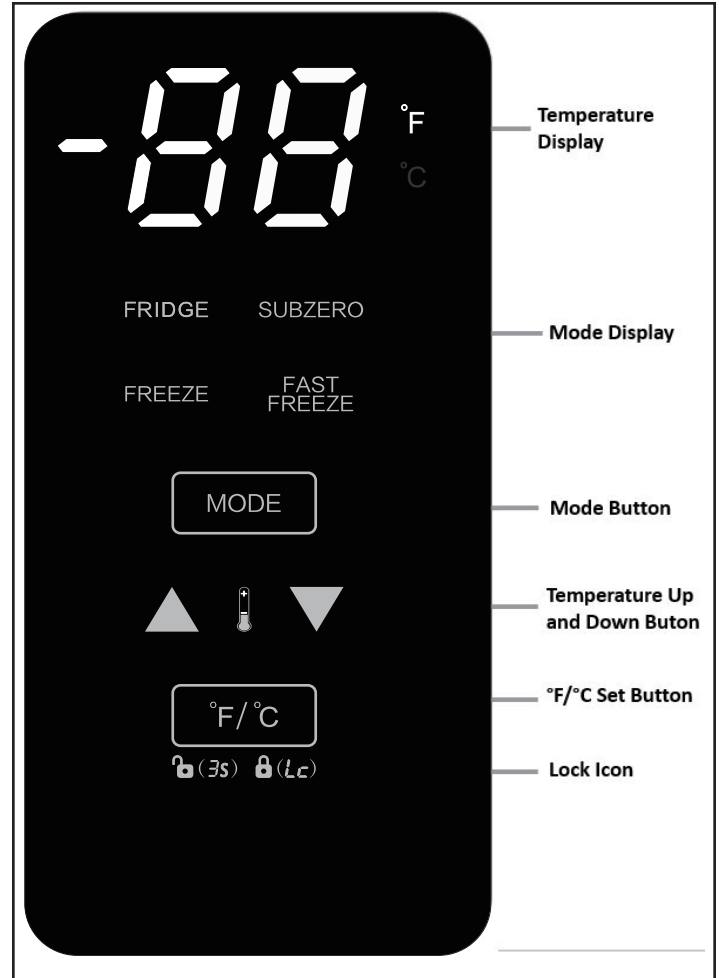 -88 °F
°C
Temperature
Display
FRIDGE SUBZERO
Mode Display
FREEZE FAST
FREEZE
MODE
Mode Button
+
-
Temperature Up
and Down Buton
°F/°C
°F/°C Set Button
(3s) (Lc)
Lock Icon